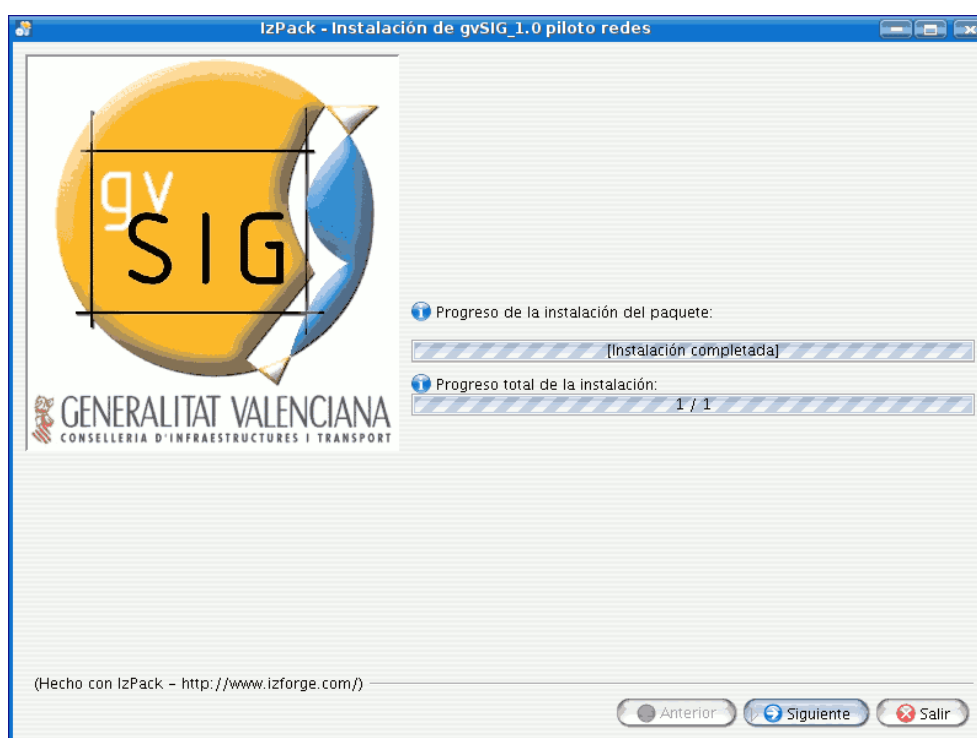 IzPack - Instalación de gvSIG_1.0 piloto redes
gv
SIG
GENERALITAT VALENCIANA
CONSELLERIA D'INFRAESTRUCTURES I TRANSPORT
Progreso de la instalación del paquete:
[Instalación completada]
Progreso total de la instalación:
1 / 1
(Hecho con IzPack - http://www.izforge.com/)
Anterior
Siguiente
Salir